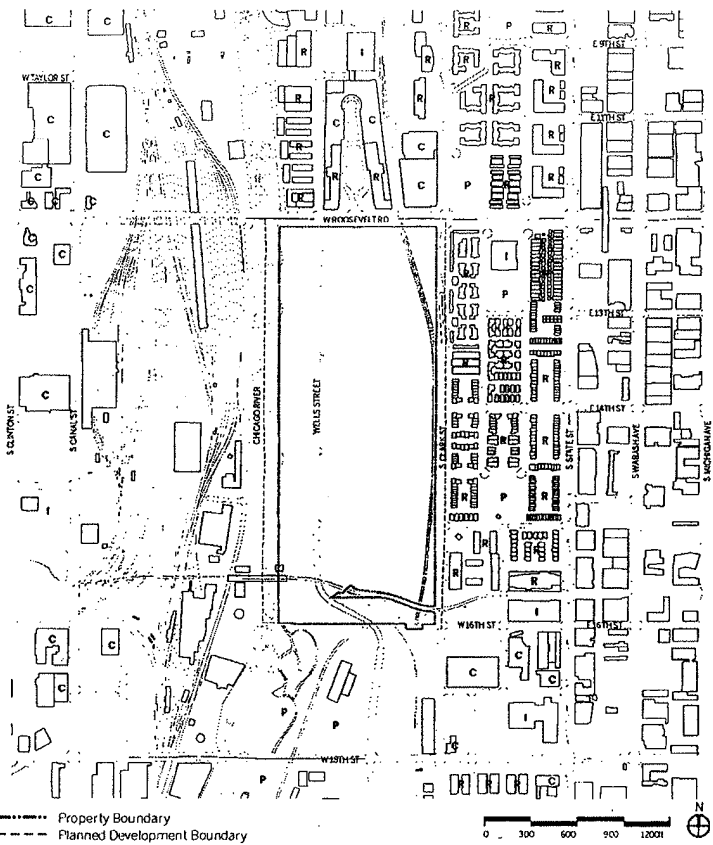 C C
P R
R I R R R
E 9TH ST
W TAYLOR ST
R R R
C C C C R
E 11TH ST
R R C R
C C C
C C C R P R R
W ROOSEVELT RD
C
C I
C P
E 13TH ST
S CLINTON ST
C
S CANAL ST
CHICAGO RIVER
WELLS STREET
S CLARK ST
R R
R R
E 14TH ST
S STATE ST
S WABASH AVE
S MICHIGAN AVE
R P R
I
R R
R R
W 16TH ST
I
E 16TH ST
C C
C C
C C
P
P
I
C
W 18TH ST
P
R R R C
Property Boundary
Planned Development Boundary
0 300 600 900 1200ft
N